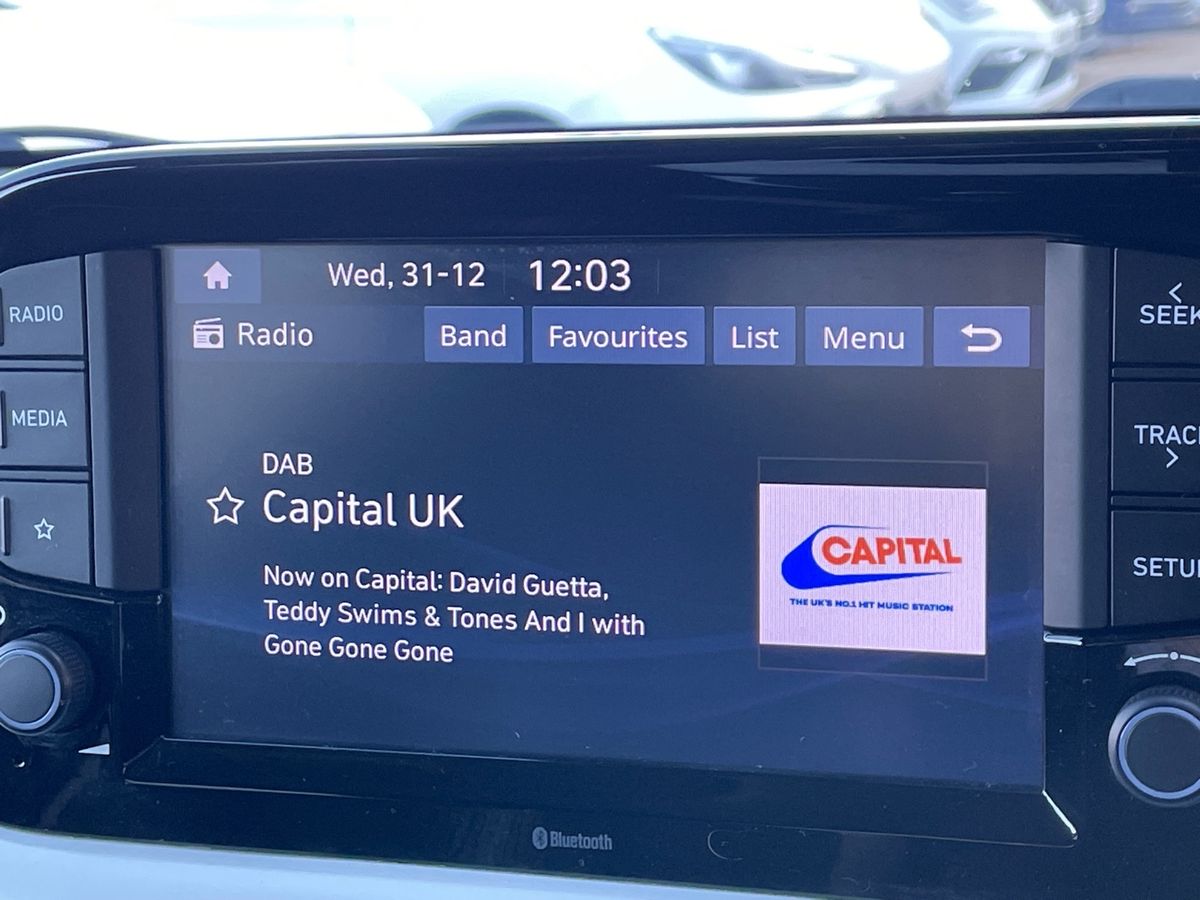 Wed, 31-12 12:03
Radio Band Favourites List Menu
RADIO
MEDIA
DAB
Capital UK
Now on Capital: David Guetta,
Teddy Swims & Tones And I with
Gone Gone Gone
CAPITAL
THE UK'S NO.1 HIT MUSIC STATION
SEEK
TRACK
SETUP
Bluetooth